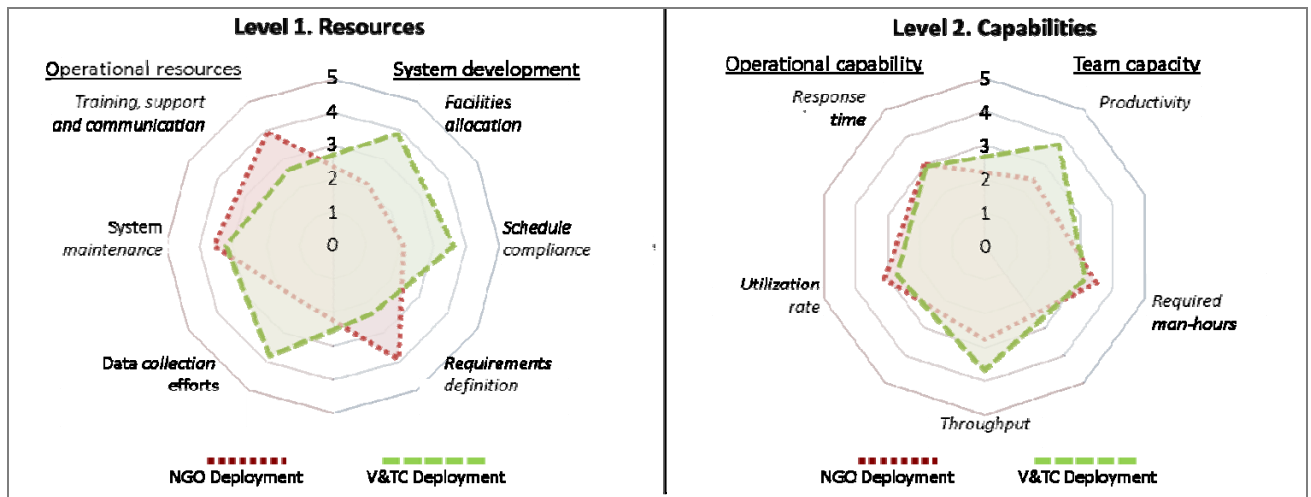 Level 1. Resources
Operational resources
System development
Training, support
and communication
Facilities
allocation
5
4
3
2
1
0
System
maintenance
Schedule
compliance
Data collection
efforts
Requirements
definition
NGO Deployment
V&TC Deployment
Level 2. Capabilities
Operational capability
Team capacity
Response
time
Productivity
5
4
3
2
1
0
Utilization
rate
Required
man-hours
Throughput
NGO Deployment
V&TC Deployment